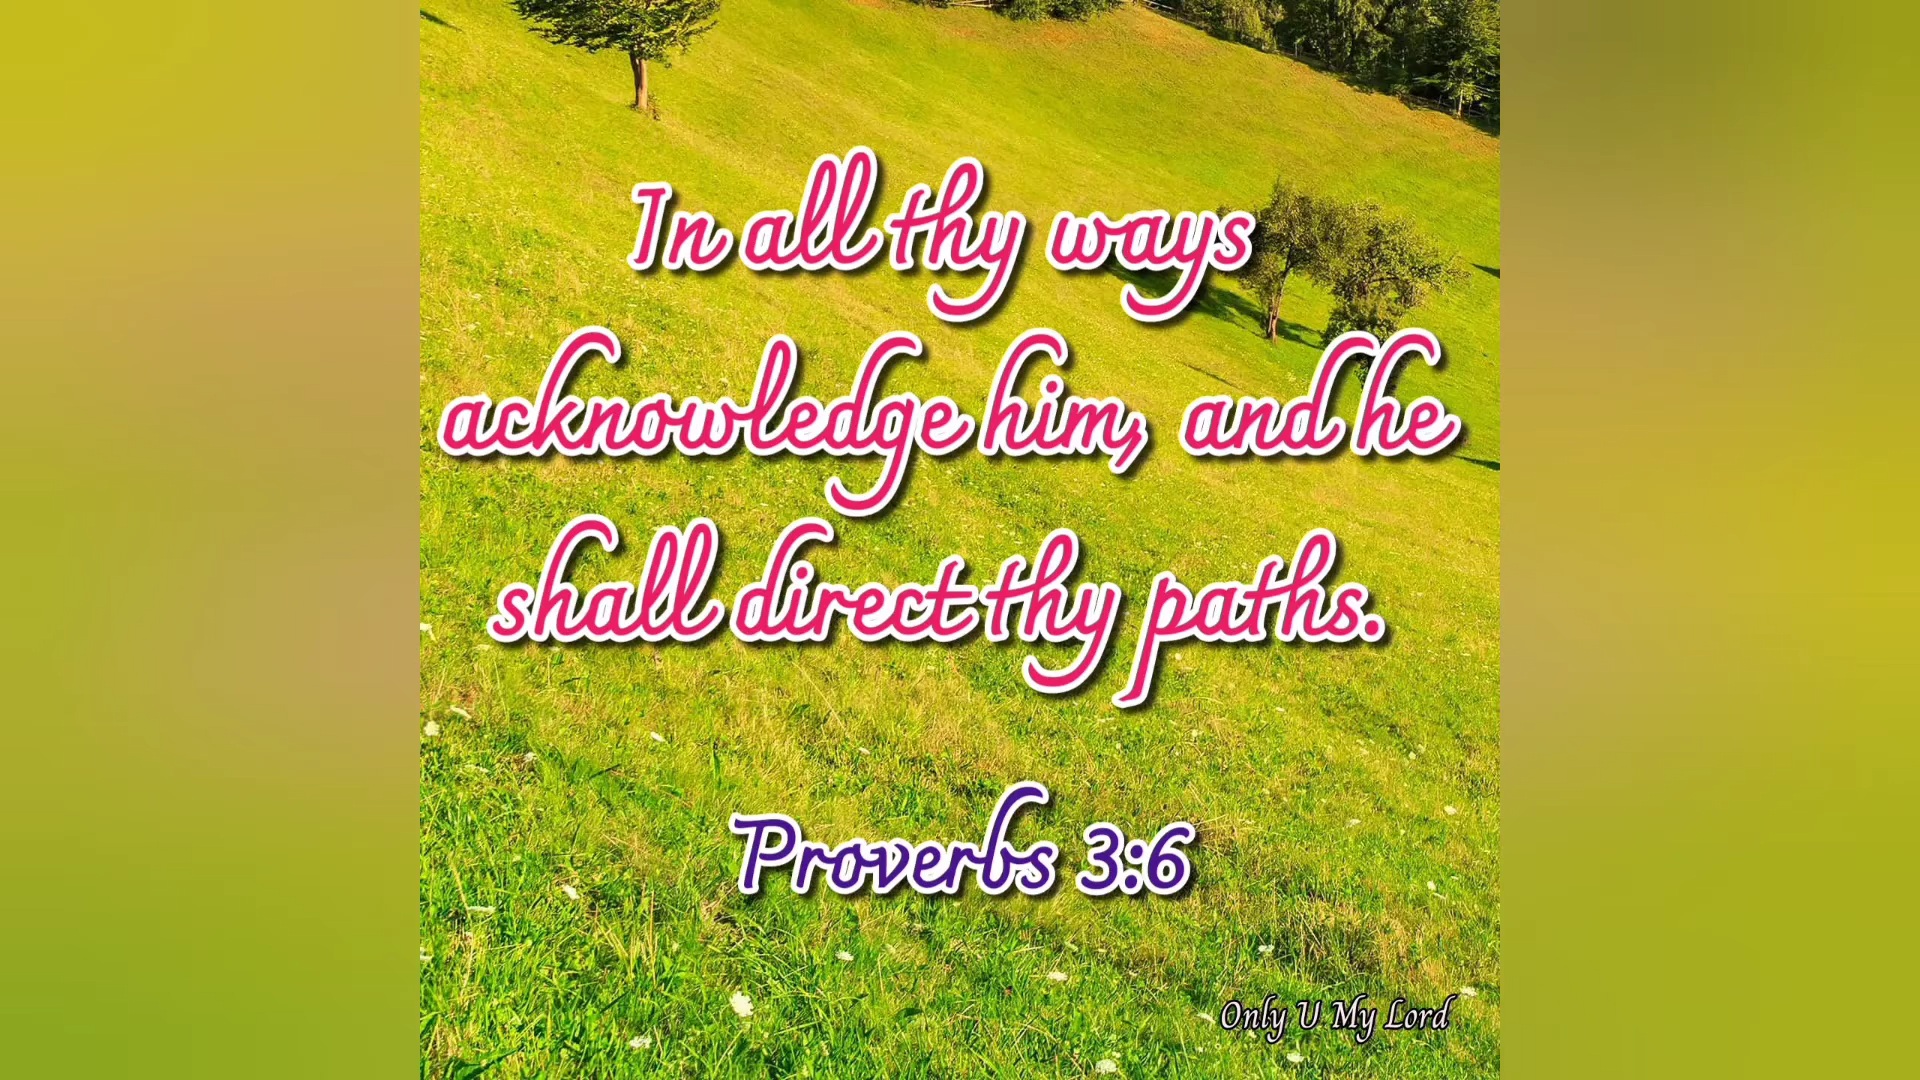 In all thy ways
acknowledge him, and he
shall direct thy paths.
Proverbs 3:6
Only U My Lord